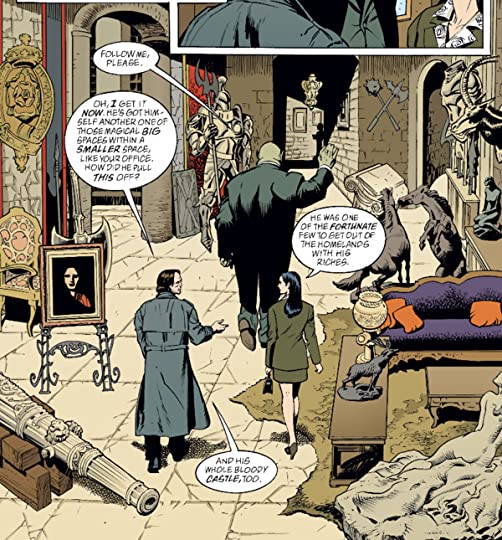 FOLLOW ME,
PLEASE.
OH, I GET IT
NOW. HE'S GOT HIM-
SELF ANOTHER ONE OF
THOSE MAGICAL BIG
SPACES WITHIN A
SMALLER SPACE,
LIKE YOUR OFFICE.
HOW DID HE PULL
THIS OFF?
HE WAS ONE
OF THE FORTUNATE
FEW TO GET OUT OF
THE HOMELANDS
WITH HIS
RICHES.
AND HIS
WHOLE BLOODY
CASTLE, TOO.